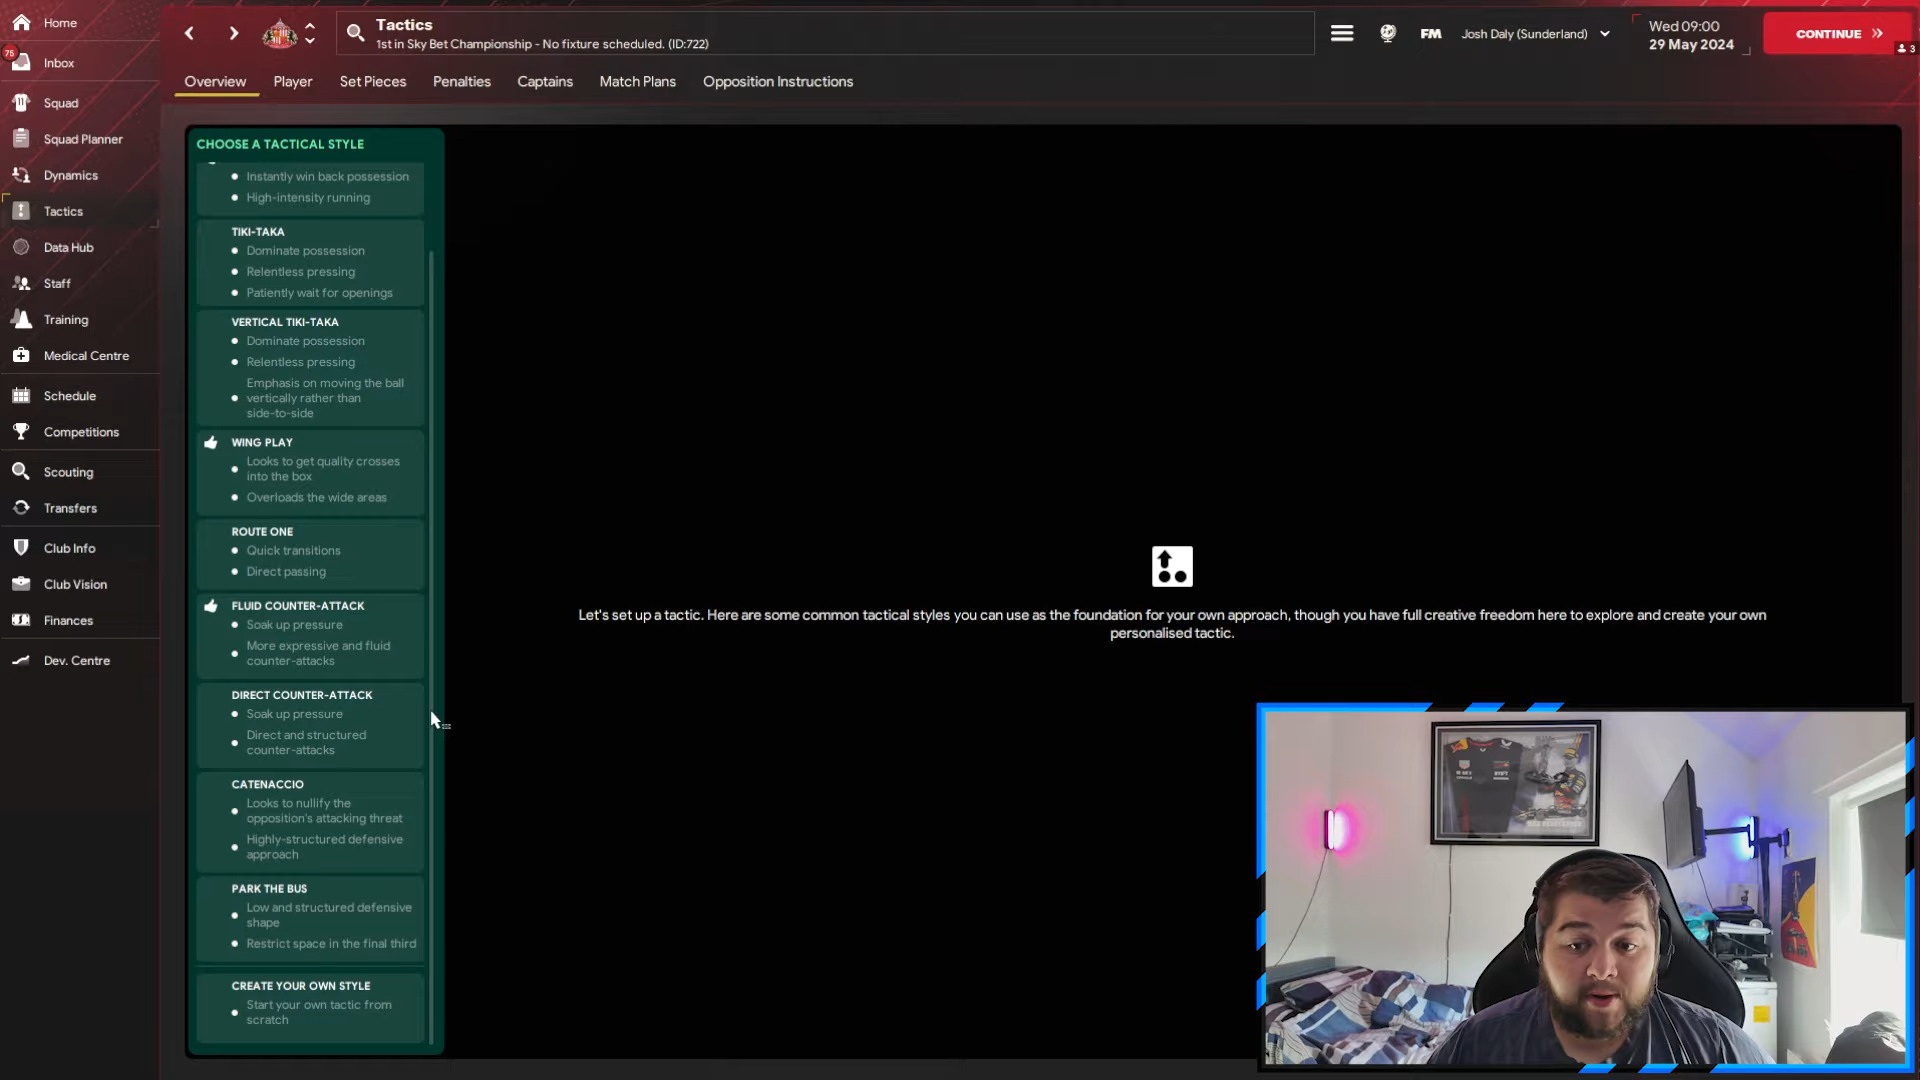 Home
75
Inbox
Squad
Squad Planner
Dynamics
Tactics
Data Hub
Staff
Training
Medical Centre
Schedule
Competitions
Scouting
Transfers
Club Info
Club Vision
Finances
Dev. Centre
Tactics
1st in Sky Bet Championship - No fixture scheduled. (ID:722)
FM
Josh Daly (Sunderland)
Wed 09:00
29 May 2024
CONTINUE
3
Overview
Player
Set Pieces
Penalties
Captains
Match Plans
Opposition Instructions
CHOOSE A TACTICAL STYLE
Instantly win back possession
High-intensity running
TIKI-TAKA
Dominate possession
Relentless pressing
Patiently wait for openings
VERTICAL TIKI-TAKA
Dominate possession
Relentless pressing
Emphasis on moving the ball
vertically rather than
side-to-side
WING PLAY
Looks to get quality crosses
into the box
Overloads the wide areas
ROUTE ONE
Quick transitions
Direct passing
FLUID COUNTER-ATTACK
Soak up pressure
More expressive and fluid
counter-attacks
DIRECT COUNTER-ATTACK
Soak up pressure
Direct and structured
counter-attacks
CATENACCIO
Looks to nullify the
opposition's attacking threat
Highly-structured defensive
approach
PARK THE BUS
Low and structured defensive
shape
Restrict space in the final third
CREATE YOUR OWN STYLE
Start your own tactic from
scratch
Let's set up a tactic. Here are some common tactical styles you can use as the foundation for your own approach, though you have full creative freedom here to explore and create your own
personalised tactic.